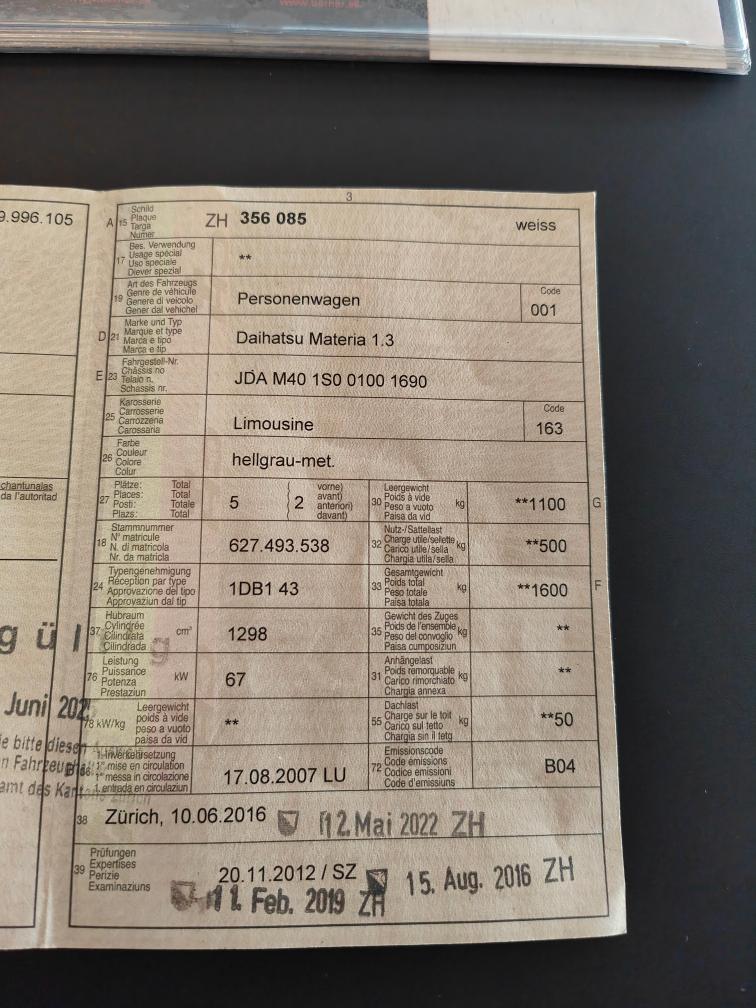 9.996.105
3
A 15 Schild
Plaque
Targa
Numer
ZH 356 085 weiss
17 Bes. Verwendung
Usage spécial
Uso speciale
Diever spezial
**
19 Art des Fahrzeugs
Genre de véhicule
Genere di veicolo
Gener dal vehichel
Personenwagen
Code
001
D 21 Marke und Typ
Marque et type
Marca e tipo
Marca e tip
Daihatsu Materia 1.3
E 23 Fahrgestell-Nr.
Châssis no
Telaio n.
Schassis nr.
JDA M40 1S0 0100 1690
25 Karosserie
Carrosserie
Carrozzeria
Carossaria
Limousine
Code
163
26 Farbe
Couleur
Colore
Colur
hellgrau-met.
chantunalas
da l'autoritad
27 Plätze: Total
Places: Total
Posti: Totale
Plazs: Total
5
2
vorne)
avant)
anterion)
davant)
30 Leergewicht
Poids à vide
Peso a vuoto
Paisa da vid
kg
**1100
G
18 Stammnummer
N° matricule
N. di matricola
Nr. da matricla
627.493.538
32 Nutz-/Sattellast
Charge utile/sellette
Carico utile/sella
Chargia utila/sella
kg
**500
24 Typengenehmigung
Réception par type
Approvazione del tipo
Approvaziun dal tip
1DB1 43
33 Gesamtgewicht
Poids total
Peso totale
Paisa totala
kg
**1600
F
37 Hubraum
Cylindrée
Cilindrata
Cilindrada
cm³
1298
35 Gewicht des Zuges
Poids de l'ensemble
Peso del convoglio
Paisa cumposiziun
kg
**
76 Leistung
Puissance
Potenza
Prestaziun
kW
67
31 Anhängelast
Poids remorquable
Carico rimorchiato
Chargia annexa
kg
**
78 kW/kg
Leergewicht
poids à vide
peso a vuoto
paisa da vid
**
55 Dachlast
Charge sur le toit
Carico sul tetto
Chargia sin il tetg
kg
**50
1. Inverkehrsetzung
1re mise en circulation
1a messa in circolazione
1. entrada en circulaziun
17.08.2007 LU
72 Emissionscode
Code émissions
Codice emissioni
Code d'emissiuns
B04
Juni
bitte diesen
38 Zürich, 10.06.2016
12. Mai 2022 ZH
39 Prüfungen
Expertises
Perizie
Examinaziuns
20.11.2012 / SZ
15. Aug. 2016 ZH
11. Feb. 2019 ZH